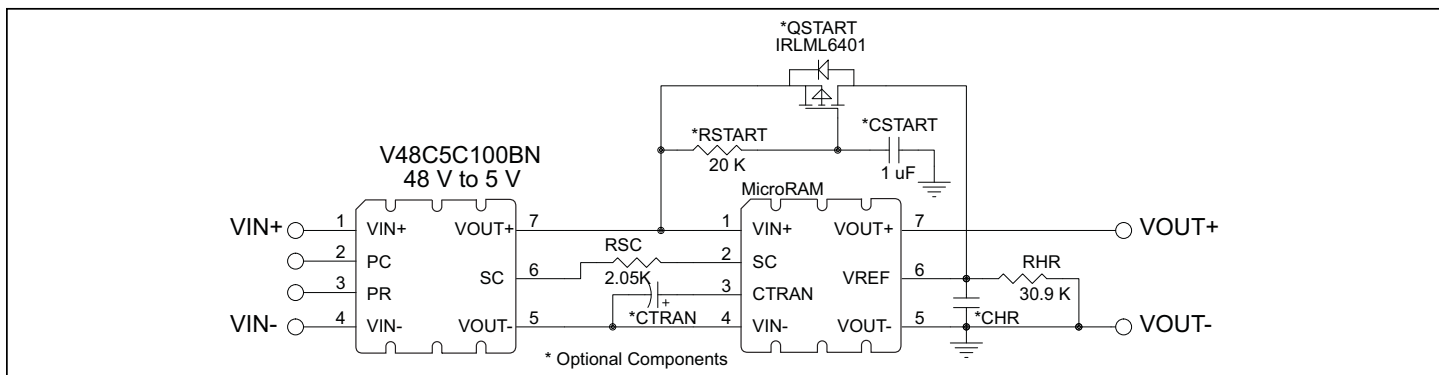 *QSTART
IRLML6401
*RSTART
20 K
*CSTART
1 uF
V48C5C100BN
48 V to 5 V
MicroRAM
VIN+
1
VIN+
VOUT+
7
1
VIN+
VOUT+
7
VOUT+
2
PC
SC
6
RSC
2.05K
2
SC
VREF
6
RHR
30.9 K
3
PR
3
CTRAN
*CTRAN
+
VIN-
4
VIN-
VOUT-
5
4
VIN-
VOUT-
5
*CHR
VOUT-
* Optional Components